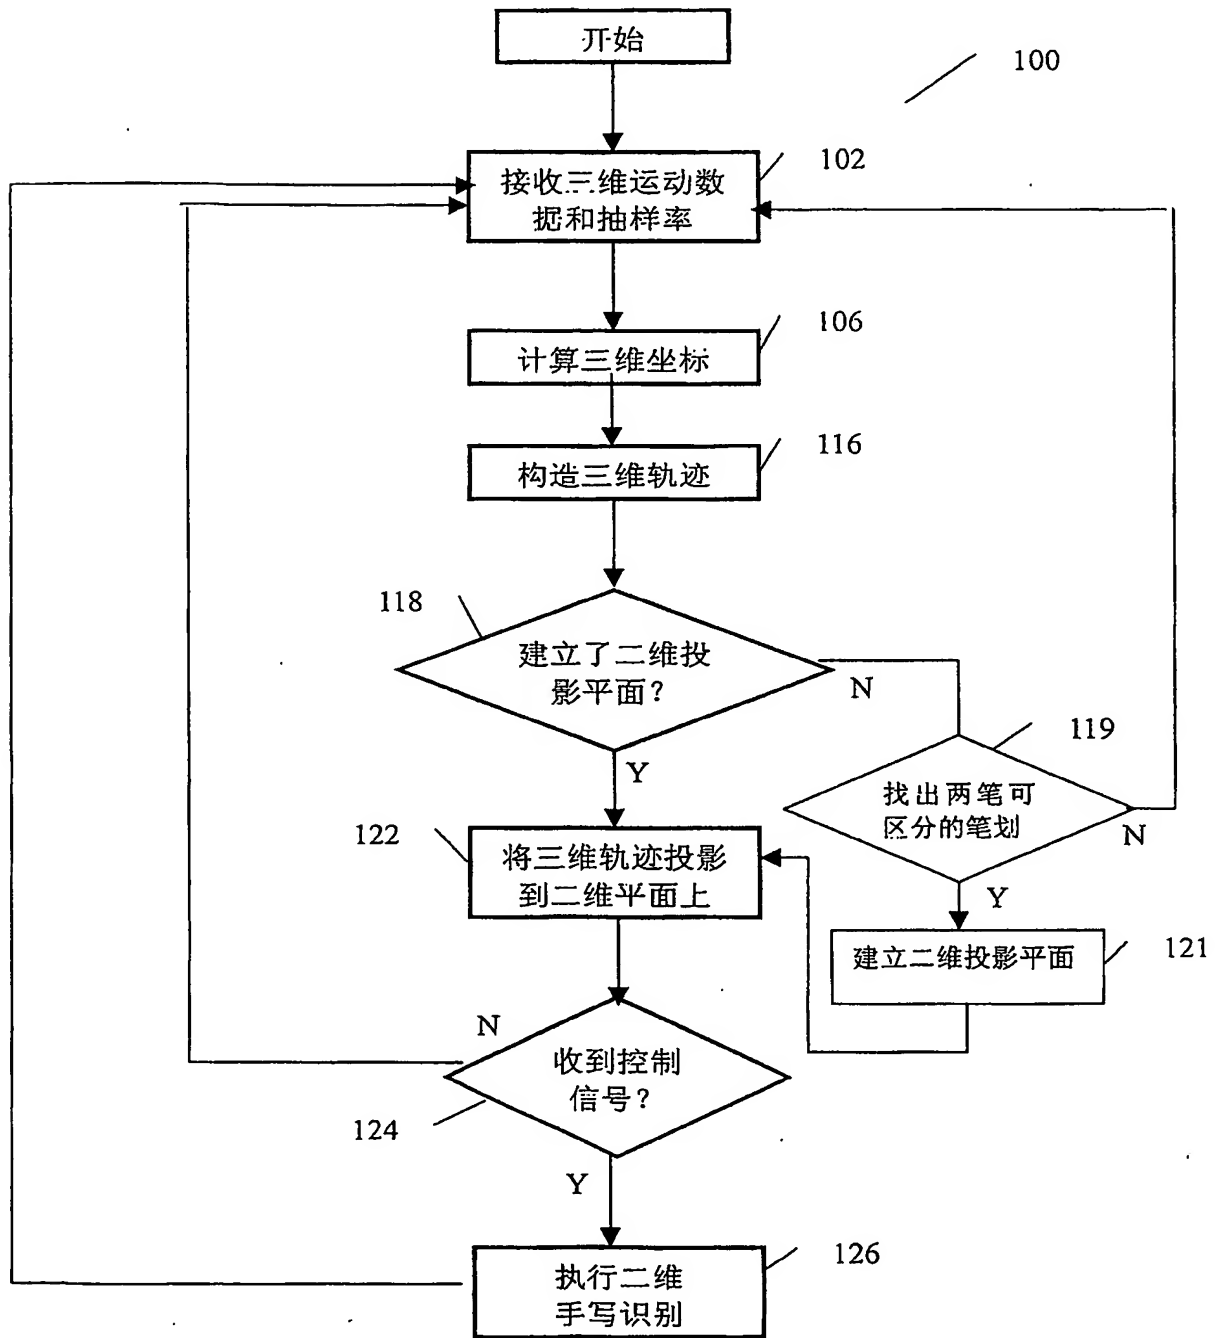 开始
100
102
接收三维运动数
据和抽样率
106
计算三维坐标
116
构造三维轨迹
118
建立了二维投
影平面？
N
119
Y
找出两笔可
区分的笔划
N
122
将三维轨迹投影
到二维平面上
Y
121
建立二维投影平面
N
收到控制
信号？
124
Y
126
执行二维
手写识别